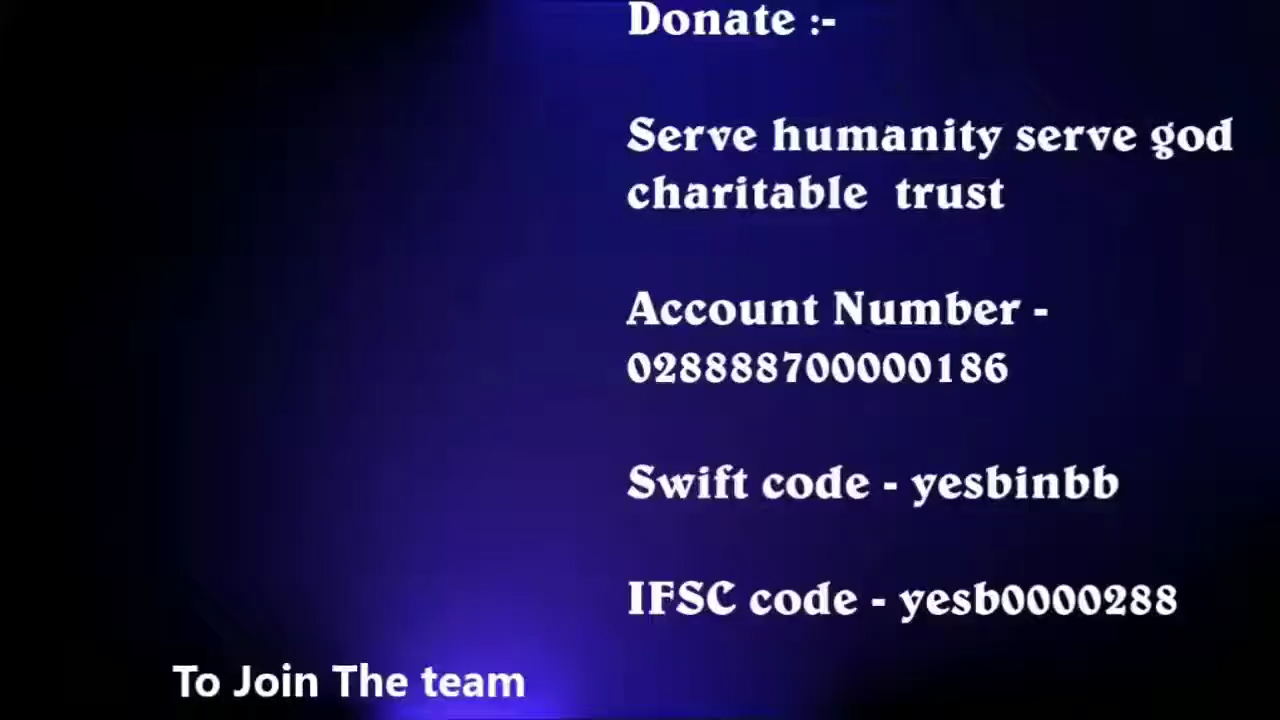 Donate :-
Serve humanity serve god
charitable trust
Account Number -
028888700000186
Swift code - yesbinbb
IFSC code - yesb0000288
To Join The team